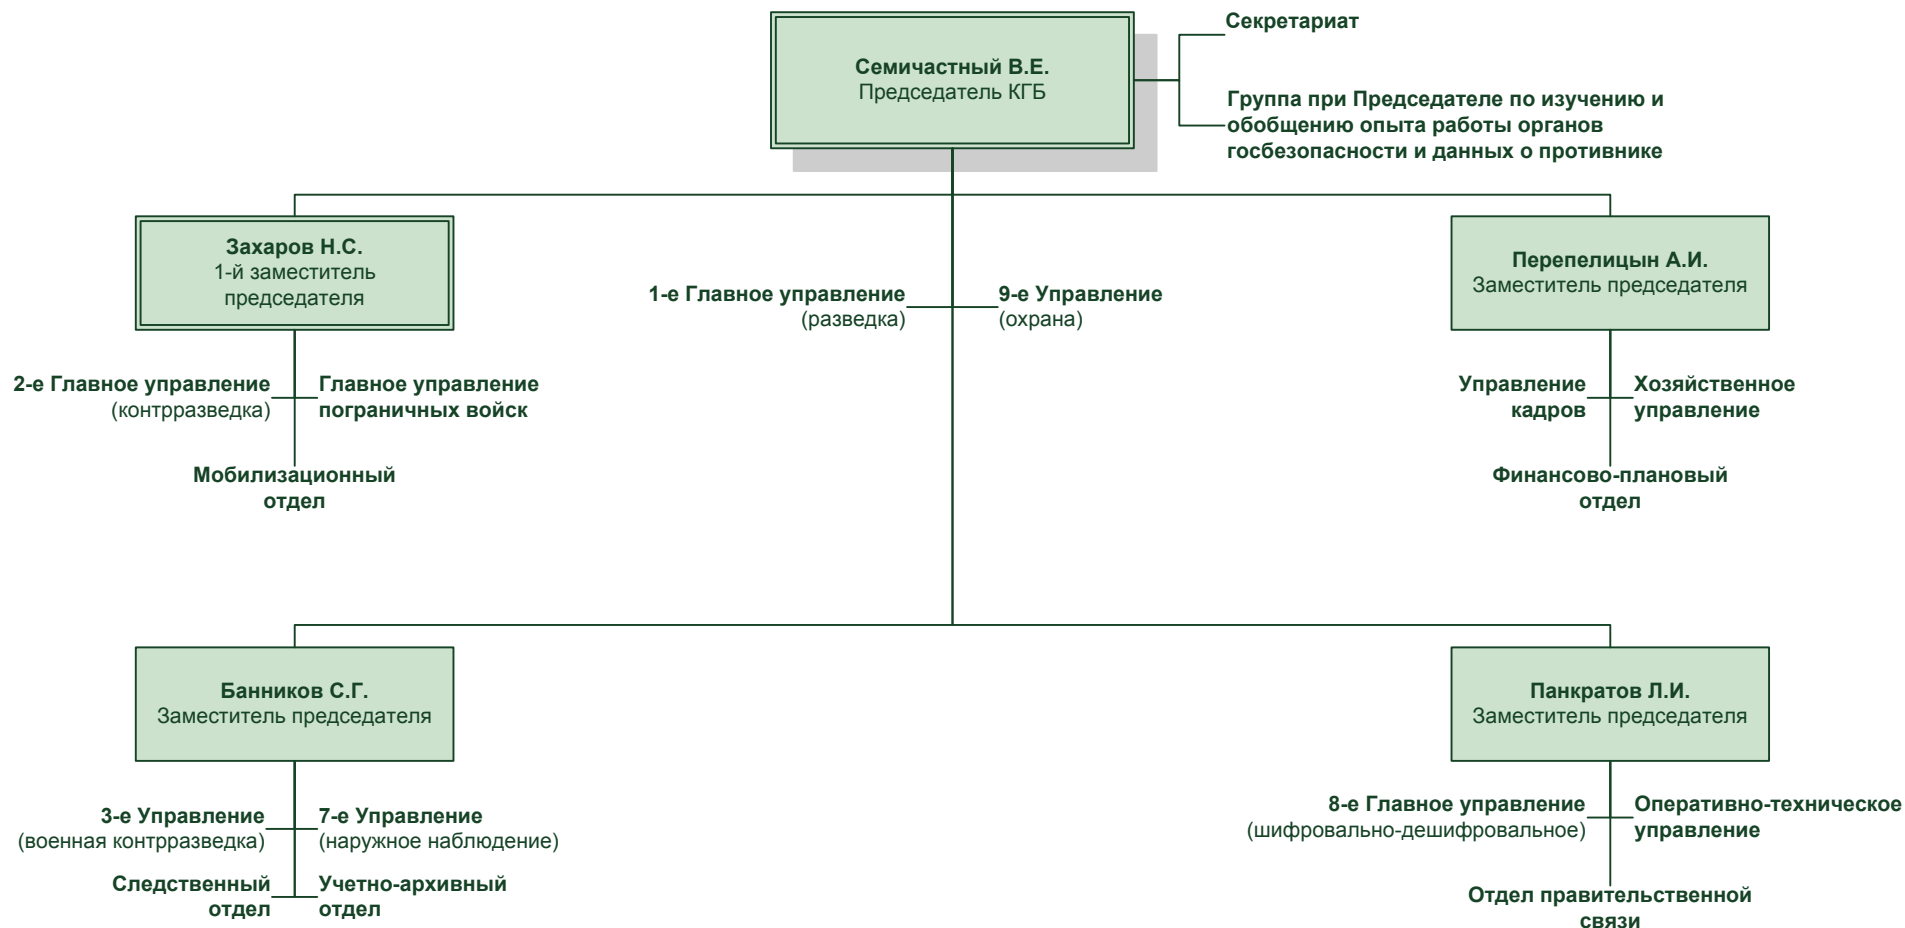 Секретариат
Семичастный В.Е.
Председатель КГБ
Группа при Председателе по изучению и
обобщению опыта работы органов
госбезопасности и данных о противнике
Захаров Н.С.
1-й заместитель
председателя
Перепелицын А.И.
Заместитель председателя
1-е Главное управление
(разведка)
9-е Управление
(охрана)
2-е Главное управление
(контрразведка)
Главное управление
пограничных войск
Мобилизационный
отдел
Управление
кадров
Хозяйственное
управление
Финансово-плановый
отдел
Банников С.Г.
Заместитель председателя
Панкратов Л.И.
Заместитель председателя
3-е Управление
(военная контрразведка)
7-е Управление
(наружное наблюдение)
Следственный
отдел
Учетно-архивный
отдел
8-е Главное управление
(шифровально-дешифровальное)
Оперативно-техническое
управление
Отдел правительственной
связи